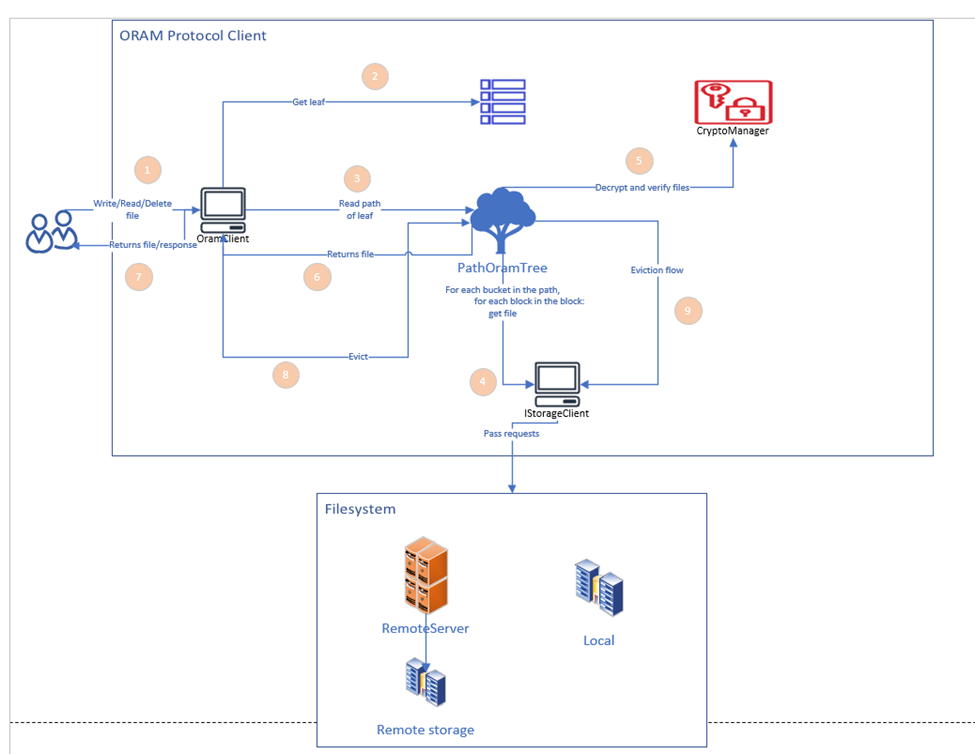 ORAM Protocol Client
2
Get leaf
CryptoManager
1
3
5
Write/Read/Delete
file
Read path
of leaf
Decrypt and verify files
OramClient
Returns file/response
Returns file
7
6
PathOramTree
Eviction flow
For each bucket in the path,
for each block in the block:
get file
9
Evict
8
4
IStorageClient
Pass requests
Filesystem
RemoteServer
Local
Remote storage